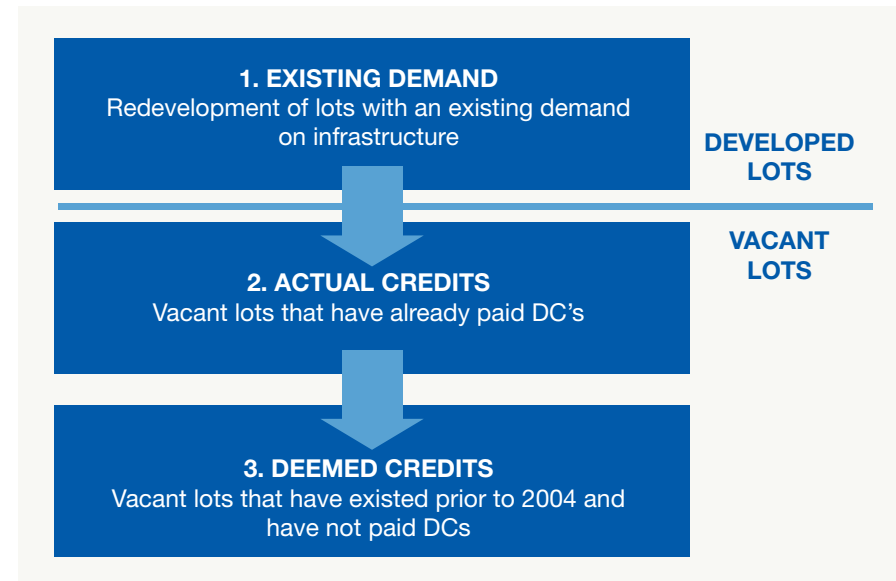 1. EXISTING DEMAND
Redevelopment of lots with an existing demand
on infrastructure
DEVELOPED
LOTS
VACANT
LOTS
2. ACTUAL CREDITS
Vacant lots that have already paid DC’s
3. DEEMED CREDITS
Vacant lots that have existed prior to 2004 and
have not paid DCs